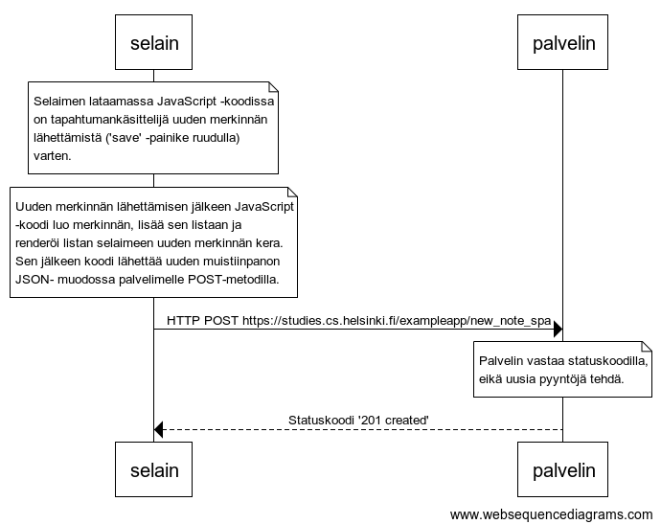 selain
palvelin
Selaimen lataamassa JavaScript -koodissa
on tapahtumankäsittelijä uuden merkinnän
lähettämistä ('save' -painike ruudulla)
varten.
Uuden merkinnän lähettämisen jälkeen JavaScript
-koodi luo merkinnän, lisää sen listaan ja
renderöi listan selaimeen uuden merkinnän kera.
Sen jälkeen koodi lähettää uuden muistiinpanon
JSON- muodossa palvelimelle POST-metodilla.
HTTP POST https://studies.cs.helsinki.fi/exampleapp/new_note_spa
Palvelin vastaa statuskoodilla,
eikä uusia pyyntöjä tehdä.
Statuskoodi '201 created'
selain
palvelin
www.websequencediagrams.com